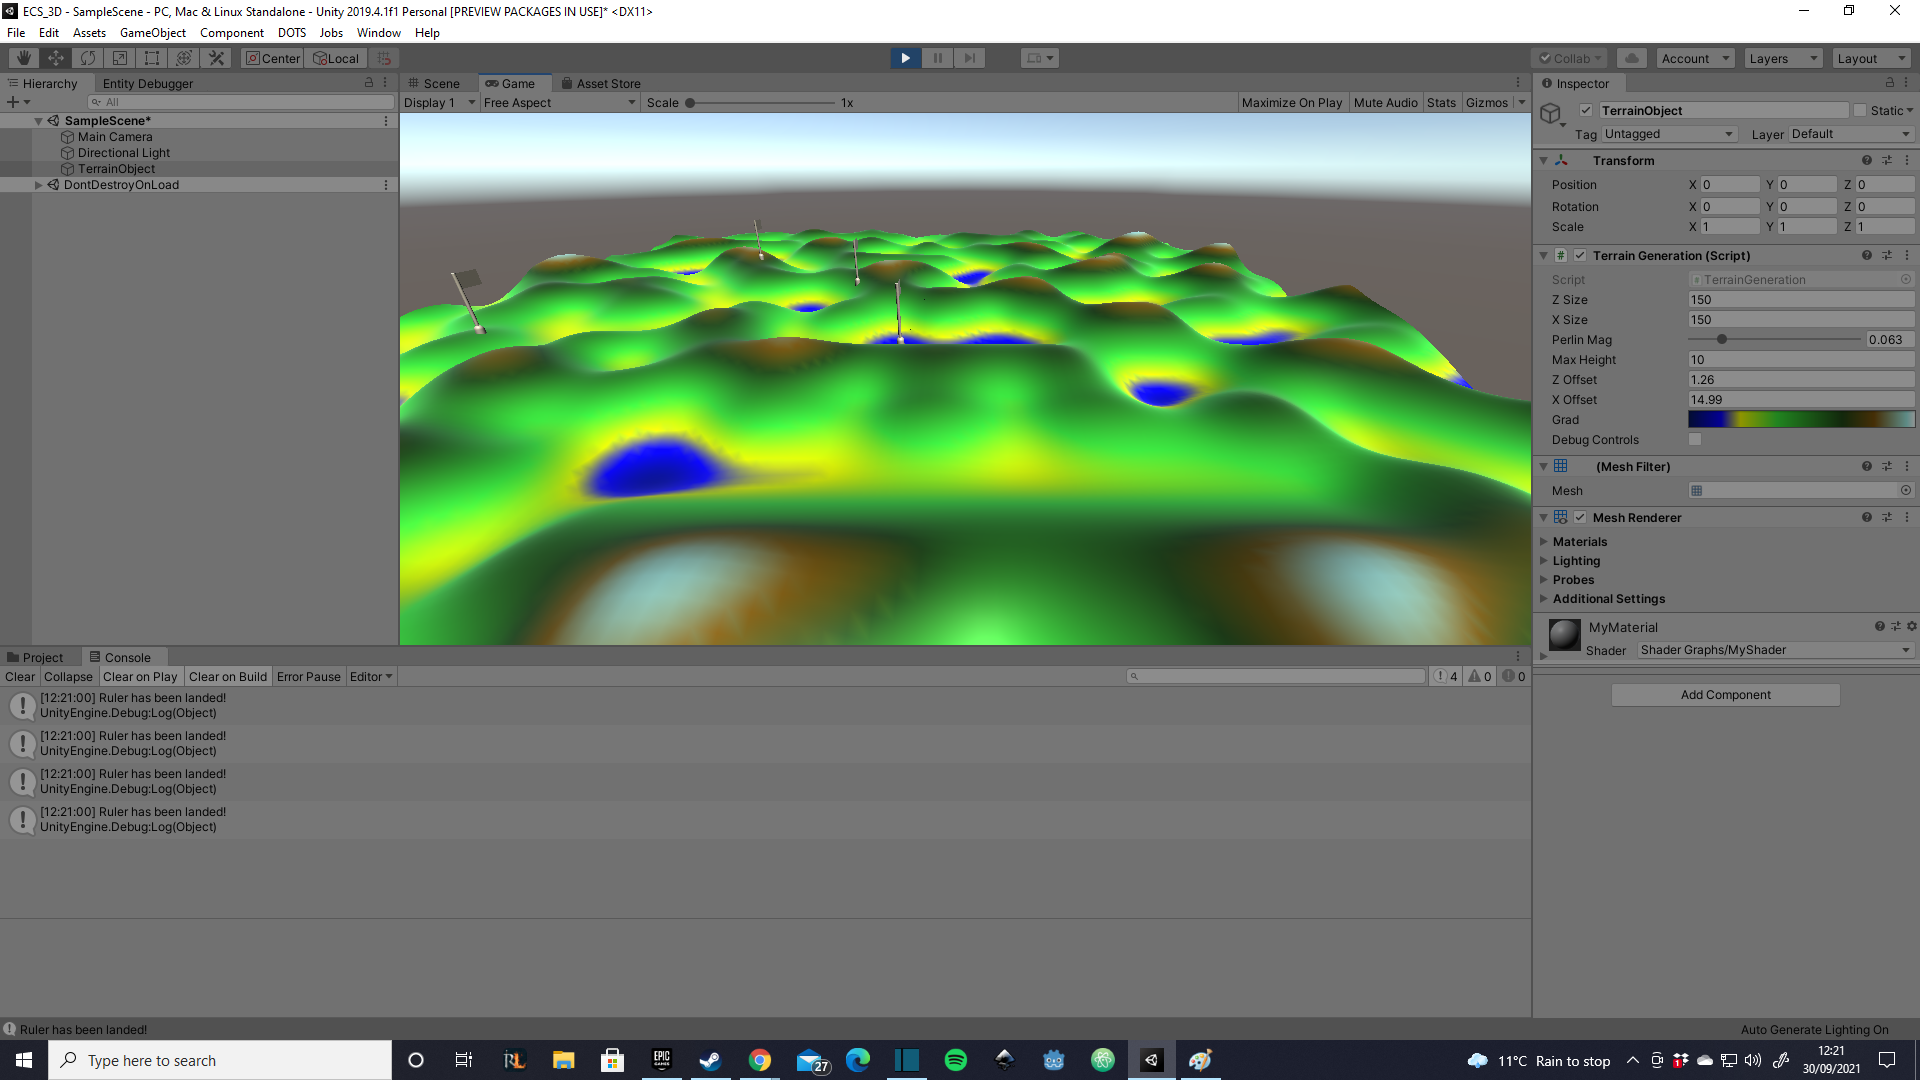 ECS_3D - SampleScene - PC, Mac & Linux Standalone - Unity 2019.4.1f1 Personal [PREVIEW PACKAGES IN USE]* <DX11>
File Edit Assets GameObject Component DOTS Jobs Window Help
Center Local Collab Account Layers Layout
Hierarchy Entity Debugger Scene Game Asset Store Inspector
All Display 1 Free Aspect Scale 1x Maximize On Play Mute Audio Stats Gizmos
SampleScene*
Main Camera
Directional Light
TerrainObject
DontDestroyOnLoad
TerrainObject Static
Tag Untagged Layer Default
Transform
Position X 0 Y 0 Z 0
Rotation X 0 Y 0 Z 0
Scale X 1 Y 1 Z 1
Terrain Generation (Script)
Script TerrainGeneration
Z Size 150
X Size 150
Perlin Mag 0.063
Max Height 10
Z Offset 1.26
X Offset 14.99
Grad
Debug Controls
(Mesh Filter)
Mesh
Mesh Renderer
Materials
Lighting
Probes
Additional Settings
MyMaterial
Shader Shader Graphs/MyShader
Add Component
Project Console
Clear Collapse Clear on Play Clear on Build Error Pause Editor 4 0 0
[12:21:00] Ruler has been landed!
UnityEngine.Debug:Log(Object)
[12:21:00] Ruler has been landed!
UnityEngine.Debug:Log(Object)
[12:21:00] Ruler has been landed!
UnityEngine.Debug:Log(Object)
[12:21:00] Ruler has been landed!
UnityEngine.Debug:Log(Object)
Ruler has been landed! Auto Generate Lighting On
Type here to search RL EPIC GAMES 27 11°C Rain to stop 1 12:21
30/09/2021